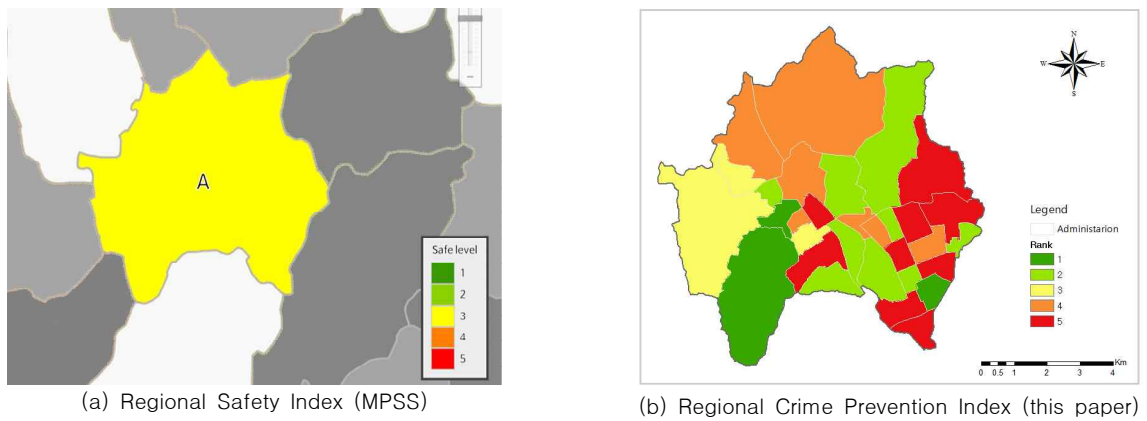 A
Safe level
1
2
3
4
5
(a) Regional Safety Index (MPSS)
N
W E
S
Legend
Administarion
Rank
1
2
3
4
5
Km
0 0.5 1 2 3 4
(b) Regional Crime Prevention Index (this paper)